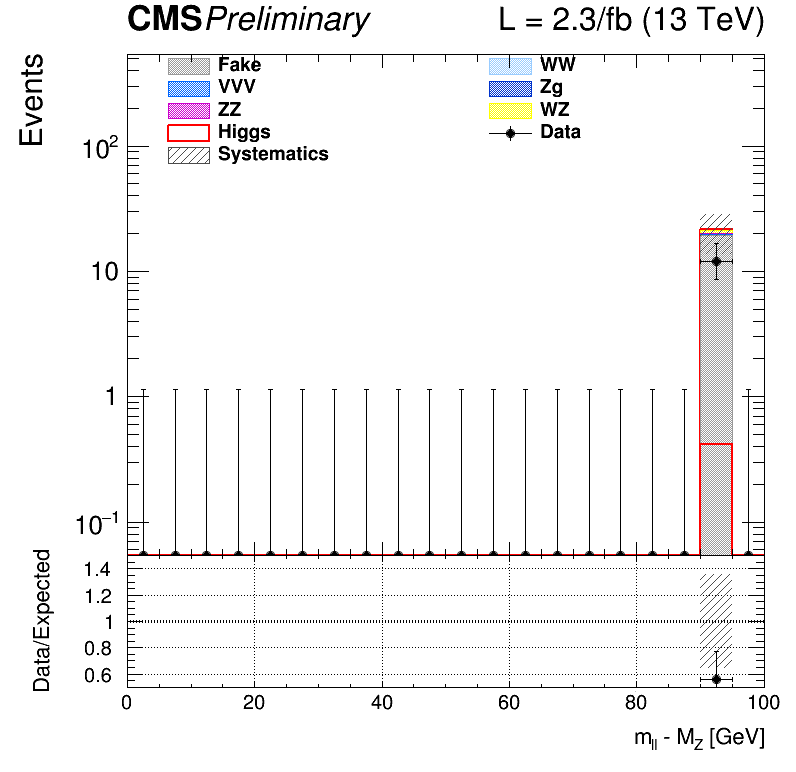 CMS Preliminary L = 2.3/fb (13 TeV)
Events
Fake WW
VVV Zg
ZZ WZ
Higgs Data
Systematics
10²
10
1
10⁻¹
Data/Expected
1.4
1.2
1
0.8
0.6
0 20 40 60 80 100
m_ll - M_Z [GeV]